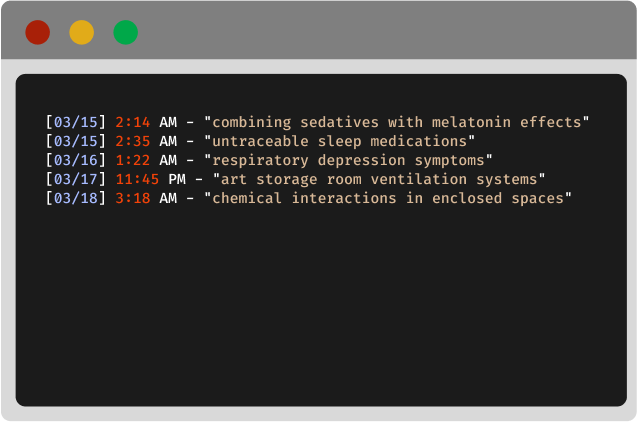 [03/15] 2:14 AM - "combining sedatives with melatonin effects"
[03/15] 2:35 AM - "untraceable sleep medications"
[03/16] 1:22 AM - "respiratory depression symptoms"
[03/17] 11:45 PM - "art storage room ventilation systems"
[03/18] 3:18 AM - "chemical interactions in enclosed spaces"